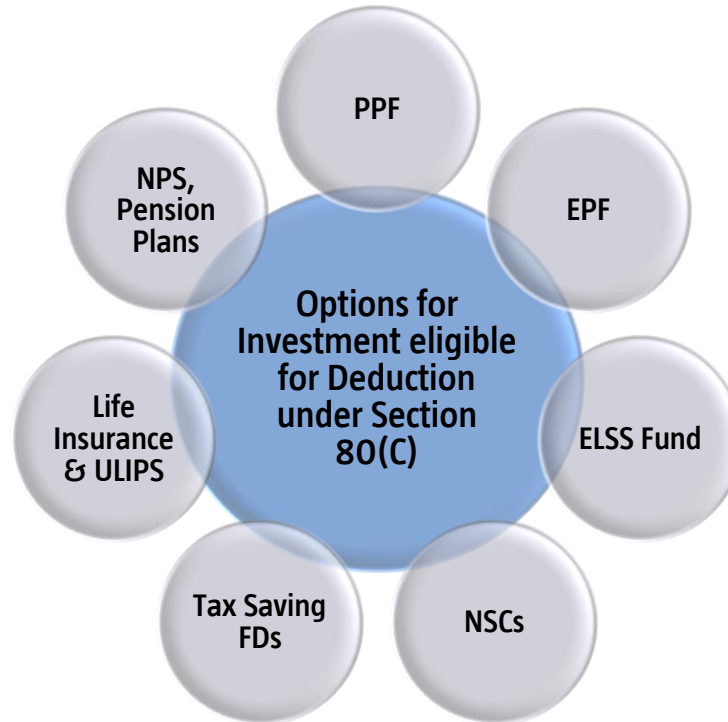 PPF
EPF
ELSS Fund
NSCs
Tax Saving
FDs
Life
Insurance
& ULIPS
NPS,
Pension
Plans
Options for
Investment eligible
for Deduction
under Section
80(C)